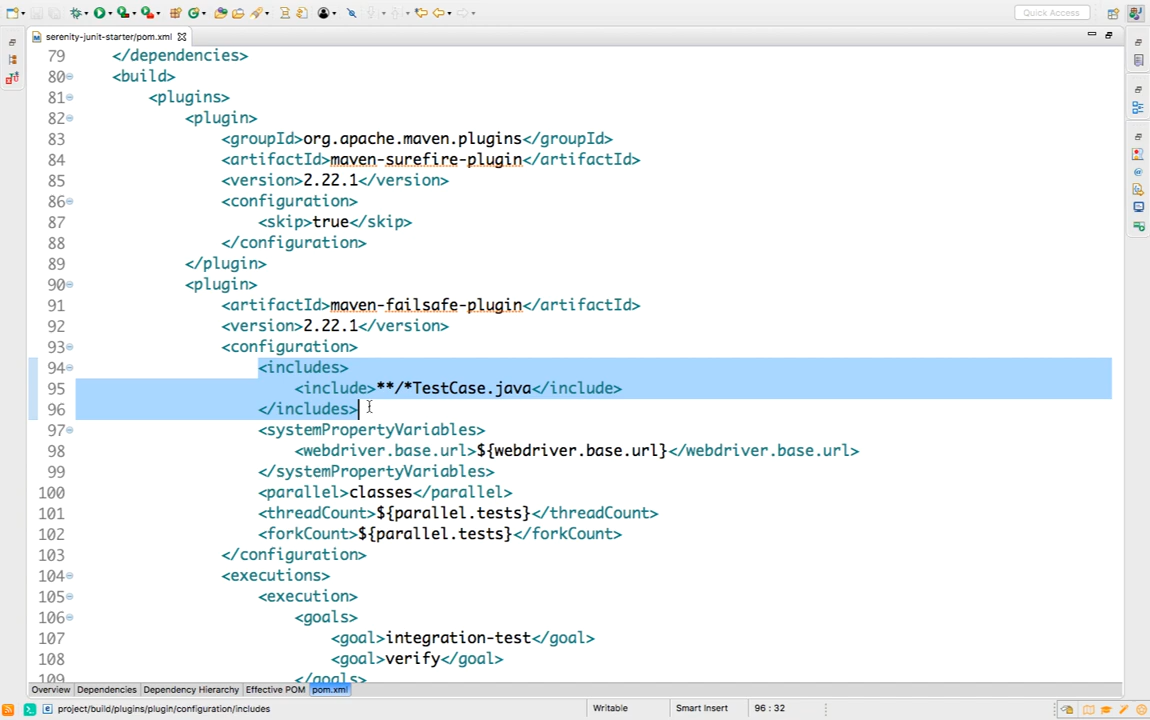 Quick Access
serenity-junit-starter/pom.xml
79 </dependencies>
80 <build>
81 <plugins>
82 <plugin>
83 <groupId>org.apache.maven.plugins</groupId>
84 <artifactId>maven-surefire-plugin</artifactId>
85 <version>2.22.1</version>
86 <configuration>
87 <skip>true</skip>
88 </configuration>
89 </plugin>
90 <plugin>
91 <artifactId>maven-failsafe-plugin</artifactId>
92 <version>2.22.1</version>
93 <configuration>
94 <includes>
95 <include>**/*TestCase.java</include>
96 </includes>
97 <systemPropertyVariables>
98 <webdriver.base.url>${webdriver.base.url}</webdriver.base.url>
99 </systemPropertyVariables>
100 <parallel>classes</parallel>
101 <threadCount>${parallel.tests}</threadCount>
102 <forkCount>${parallel.tests}</forkCount>
103 </configuration>
104 <executions>
105 <execution>
106 <goals>
107 <goal>integration-test</goal>
108 <goal>verify</goal>
109 </goals>
Overview Dependencies Dependency Hierarchy Effective POM pom.xml
project/build/plugins/plugin/configuration/includes Writable Smart Insert 96 : 32